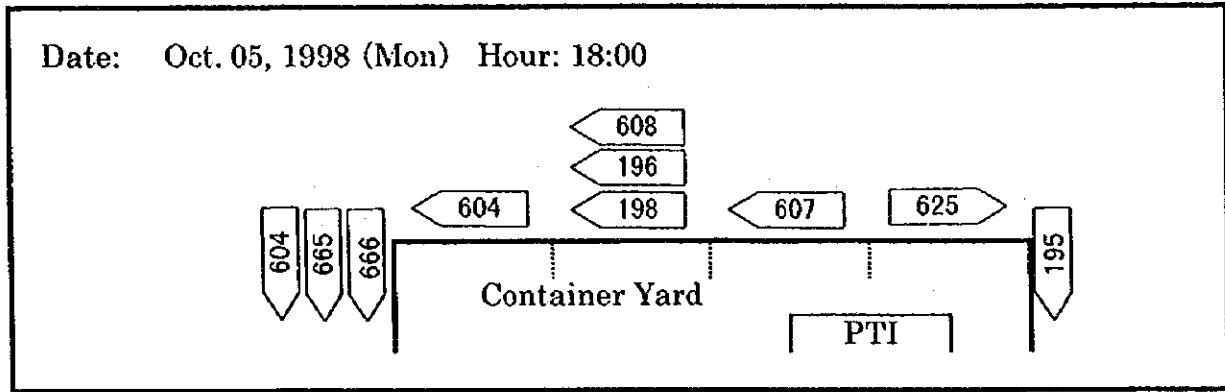 Date: Oct. 05, 1998 (Mon) Hour: 18:00
608
196
604 198 607 625
604 665 666 195
Container Yard
PTI